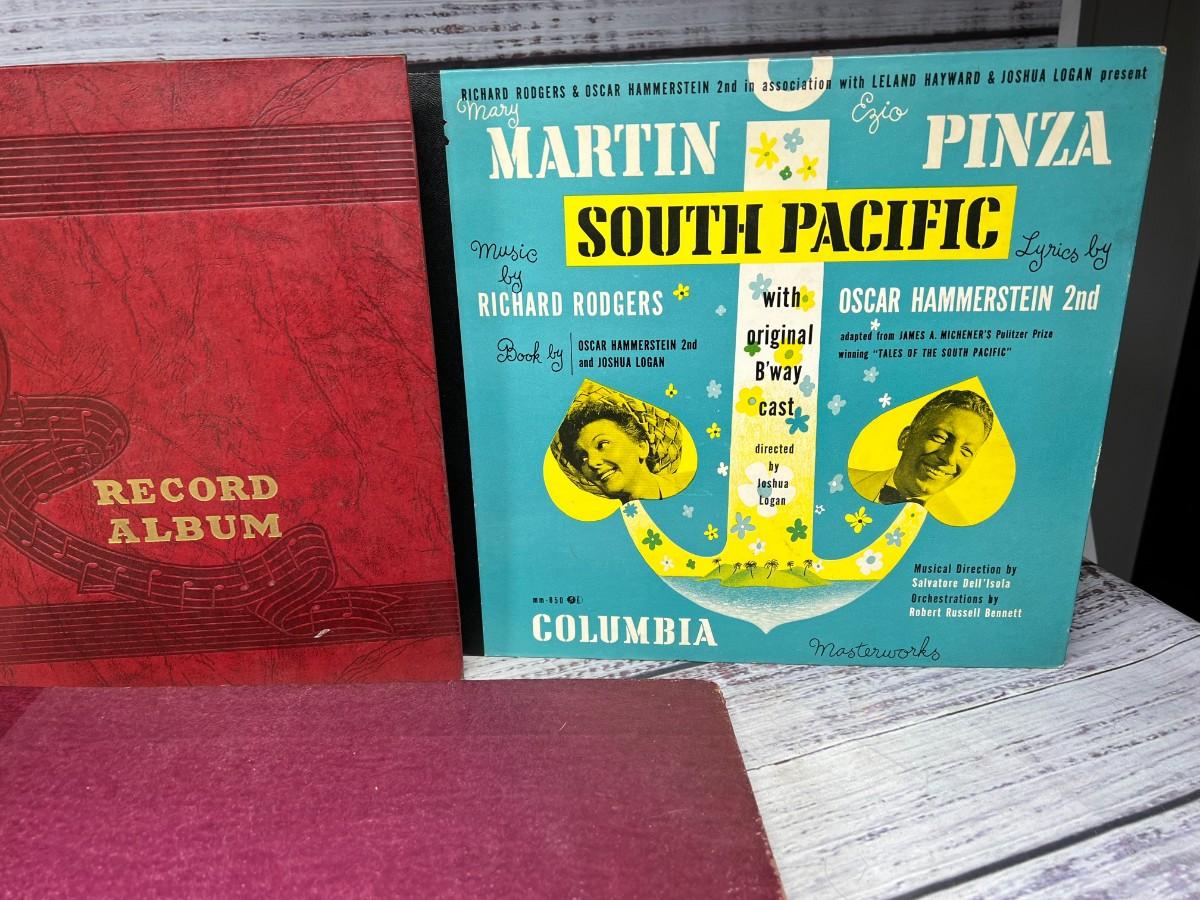 RECORD
ALBUM
RICHARD RODGERS & OSCAR HAMMERSTEIN 2nd in association with LELAND HAYWARD & JOSHUA LOGAN present
Mary
MARTIN
Ezio
PINZA
SOUTH PACIFIC
Music
by
RICHARD RODGERS
Lyrics by
OSCAR HAMMERSTEIN 2nd
adapted from JAMES A. MICHENER'S Pulitzer Prize
winning "TALES OF THE SOUTH PACIFIC"
Book by
OSCAR HAMMERSTEIN 2nd
and JOSHUA LOGAN
with
original
B'way
cast
directed
by
Joshua
Logan
Musical Direction by
Salvatore Dell'Isola
Orchestrations by
Robert Russell Bennett
mm-850
COLUMBIA
Masterworks